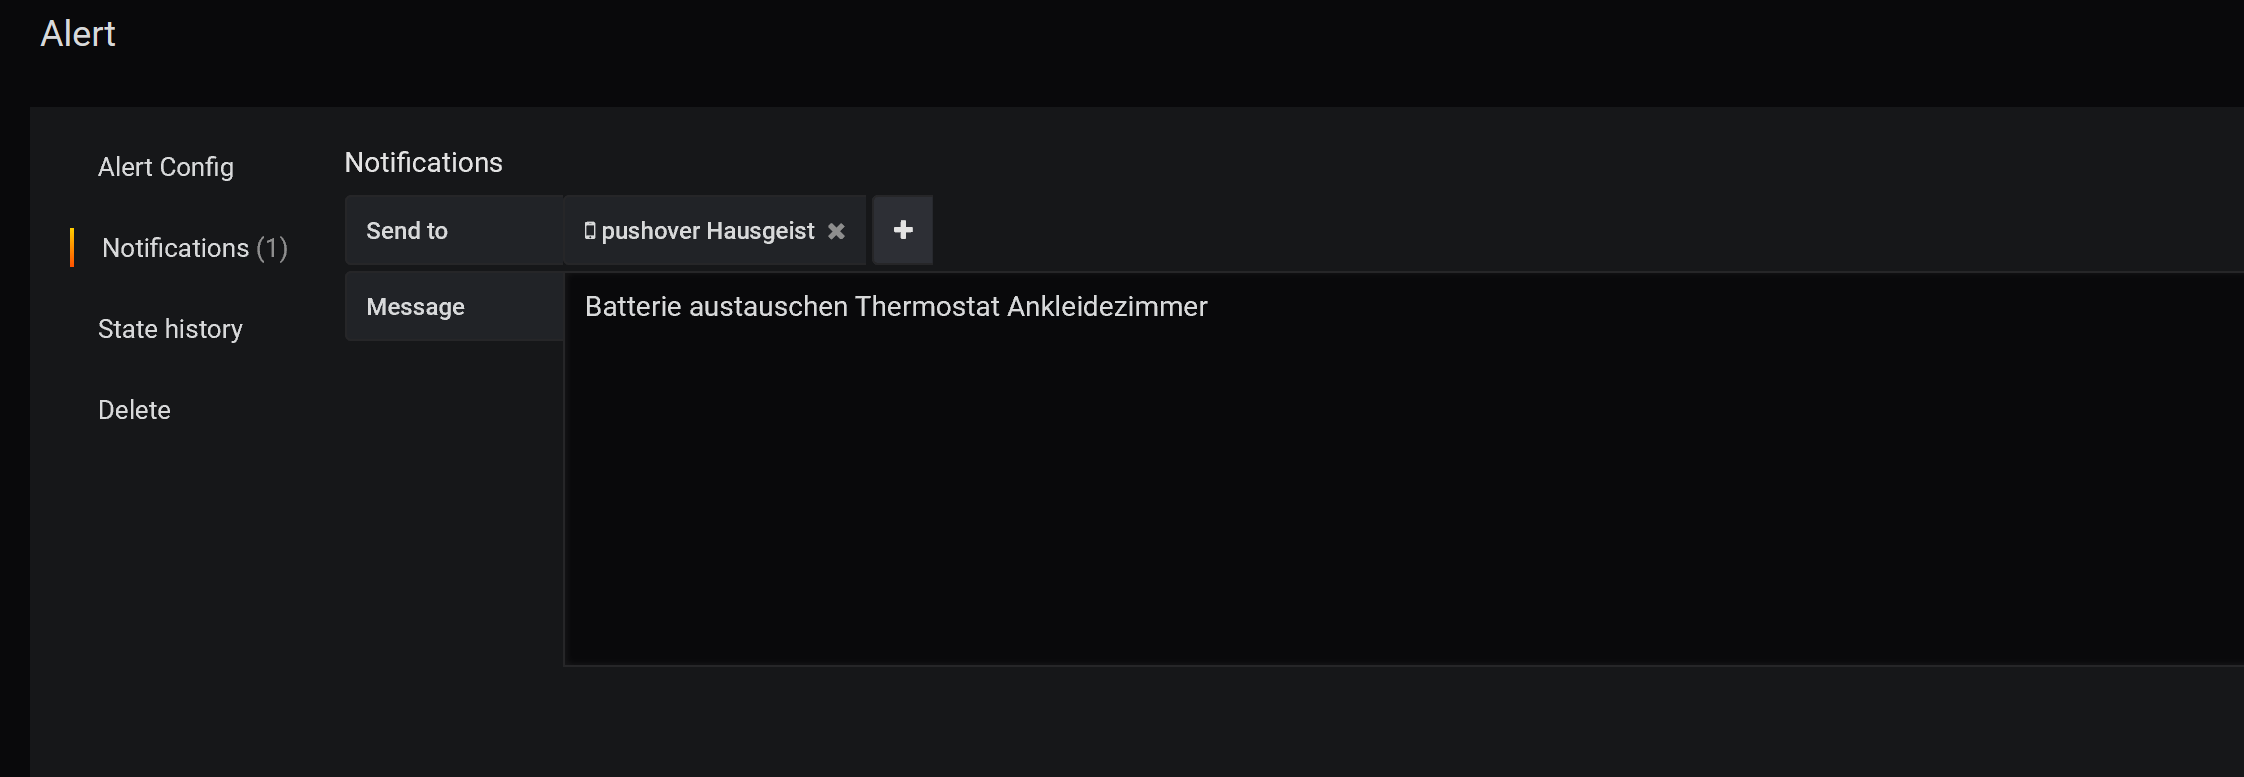 Alert
Alert Config
Notifications (1)
State history
Delete
Notifications
Send to
pushover Hausgeist
Message
Batterie austauschen Thermostat Ankleidezimmer